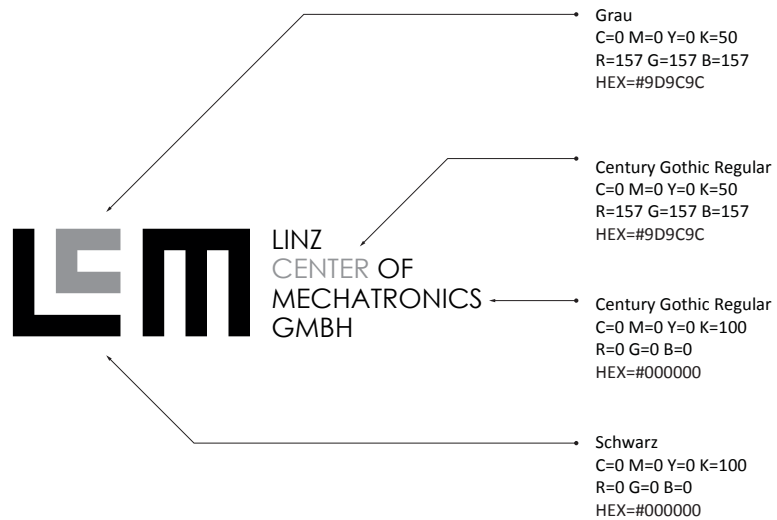 Grau
C=0 M=0 Y=0 K=50
R=157 G=157 B=157
HEX=#9D9C9C
Century Gothic Regular
C=0 M=0 Y=0 K=50
R=157 G=157 B=157
HEX=#9D9C9C
LCM
LINZ
CENTER OF
MECHATRONICS
GMBH
Century Gothic Regular
C=0 M=0 Y=0 K=100
R=0 G=0 B=0
HEX=#000000
Schwarz
C=0 M=0 Y=0 K=100
R=0 G=0 B=0
HEX=#000000